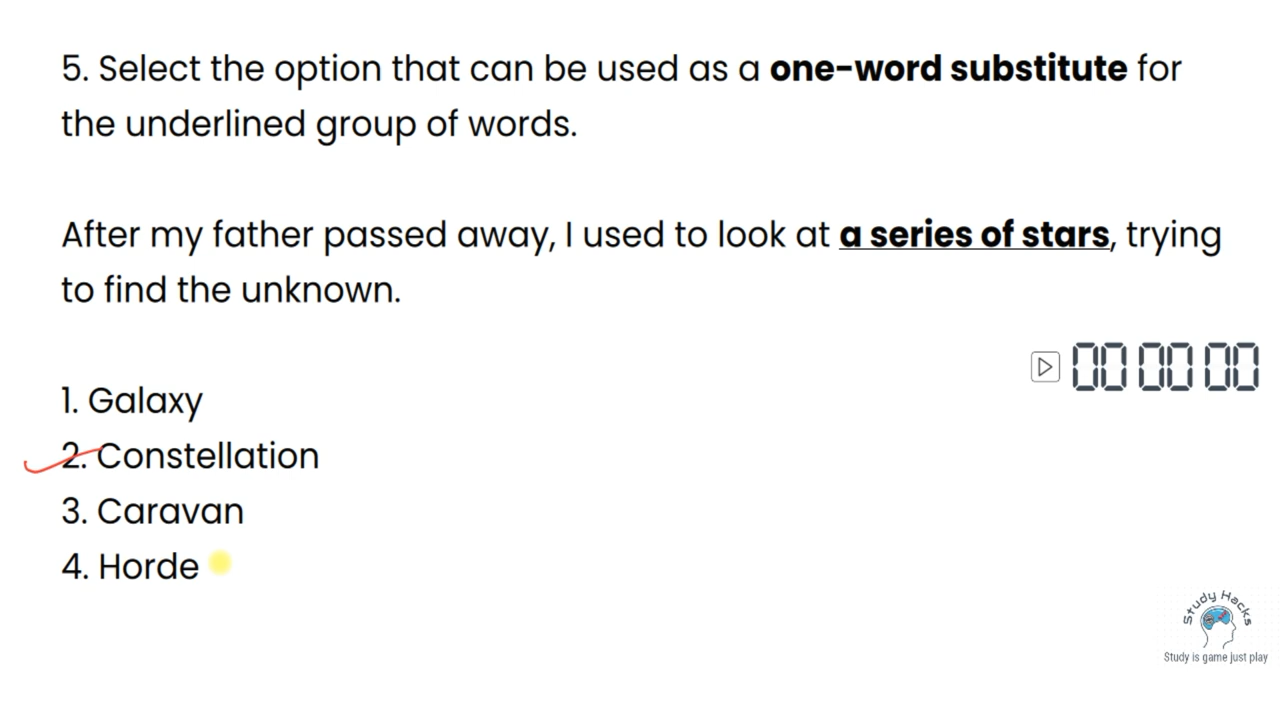 5. Select the option that can be used as a one-word substitute for
the underlined group of words.
After my father passed away, I used to look at a series of stars, trying
to find the unknown.
00 00 00
1. Galaxy
2. Constellation
3. Caravan
4. Horde
Study Hacks
Study is game just play